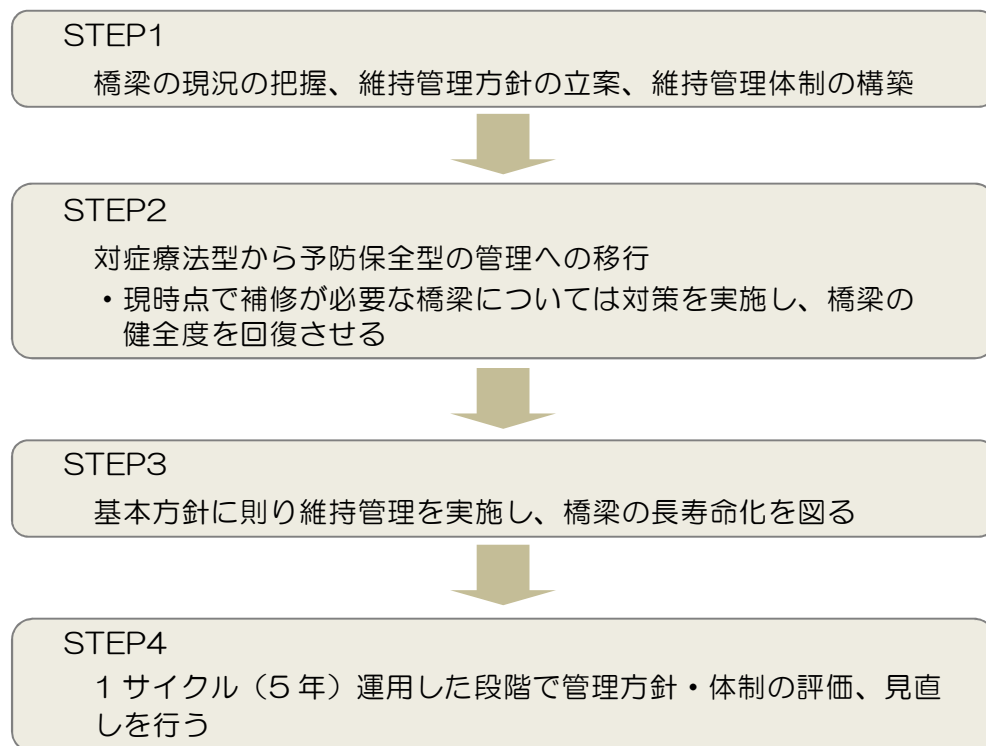 STEP1
橋梁の現況の把握、維持管理方針の立案、維持管理体制の構築
STEP2
対症療法型から予防保全型の管理への移行
・現時点で補修が必要な橋梁については対策を実施し、橋梁の
健全度を回復させる
STEP3
基本方針に則り維持管理を実施し、橋梁の長寿命化を図る
STEP4
1サイクル（5年）運用した段階で管理方針・体制の評価、見直
しを行う